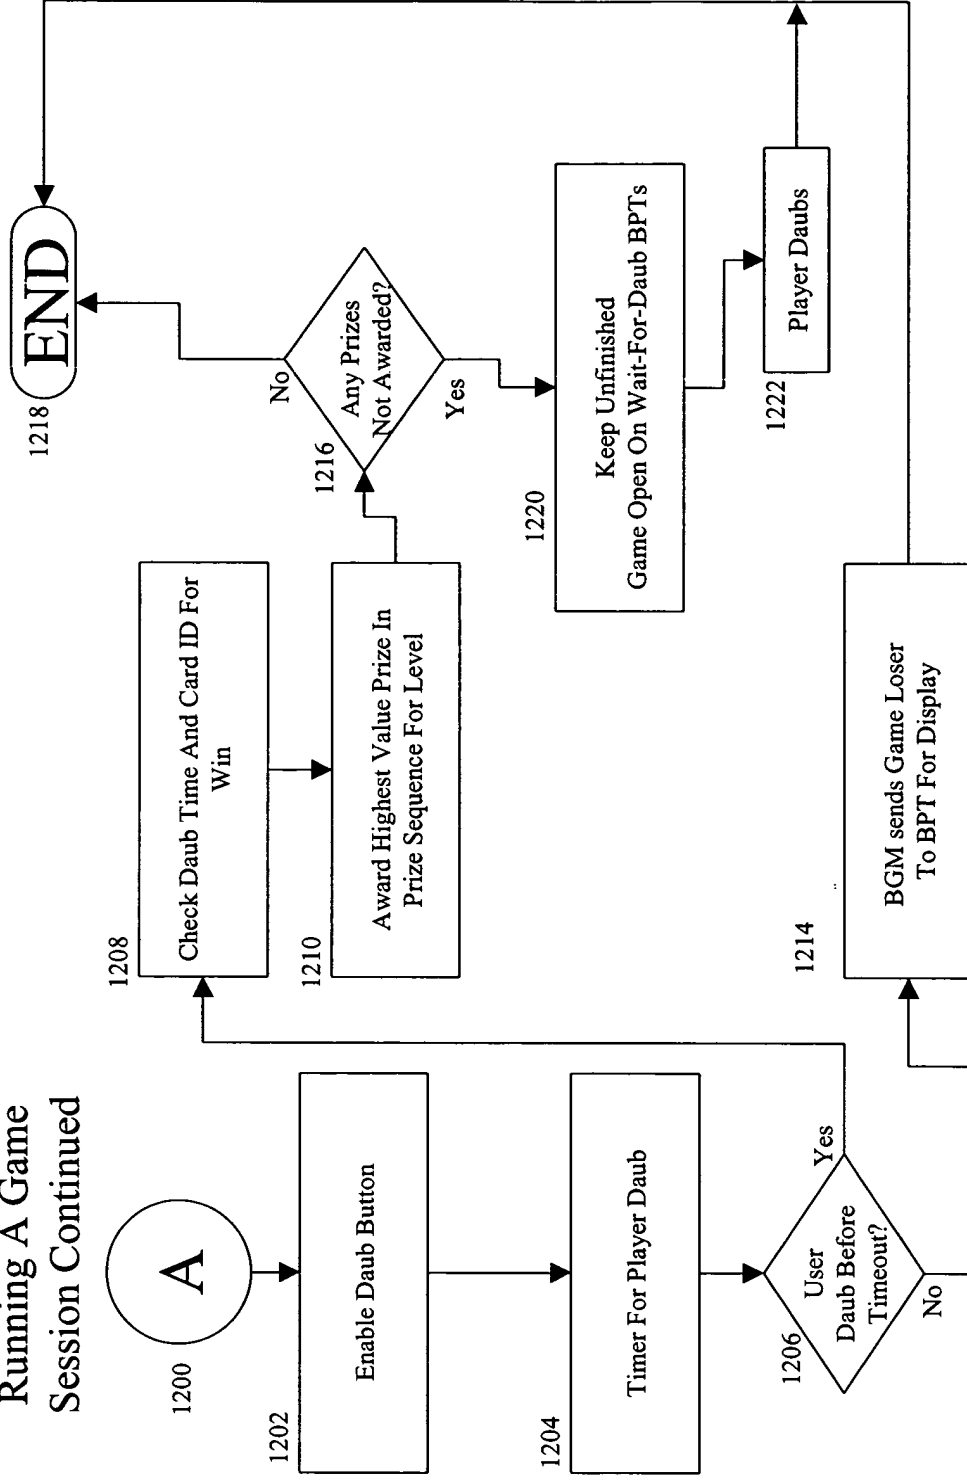 Running A Game
Session Continued
1200
A
1202
Enable Daub Button
1204
Timer For Player Daub
1206
User
Daub Before
Timeout?
Yes
No
1208
Check Daub Time And Card ID For
Win
1210
Award Highest Value Prize In
Prize Sequence For Level
1214
BGM sends Game Loser
To BPT For Display
1216
Any Prizes
Not Awarded?
No
Yes
1218
END
1220
Keep Unfinished
Game Open On Wait-For-Daub BPTs
1222
Player Daubs